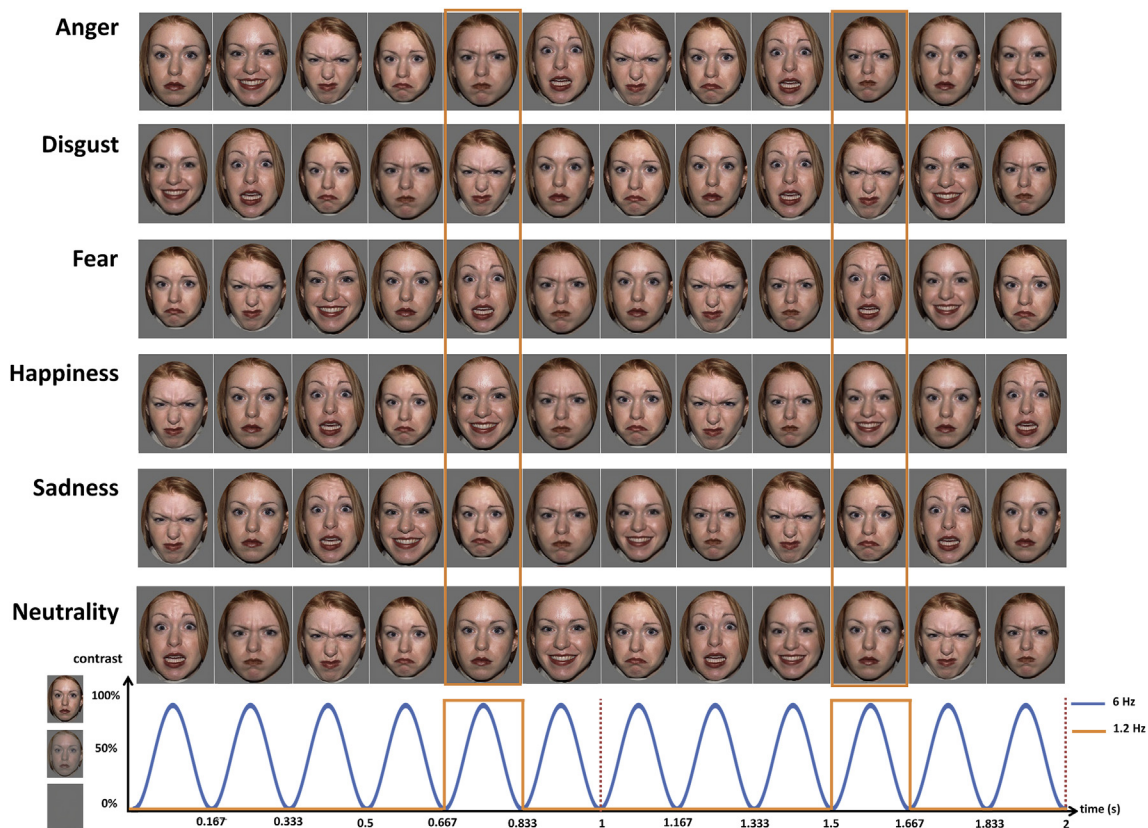 Anger
Disgust
Fear
Happiness
Sadness
Neutrality
contrast
100%
50%
0%
6 Hz
1.2 Hz
time (s)
0.167 0.333 0.5 0.667 0.833 1 1.167 1.333 1.5 1.667 1.833 2